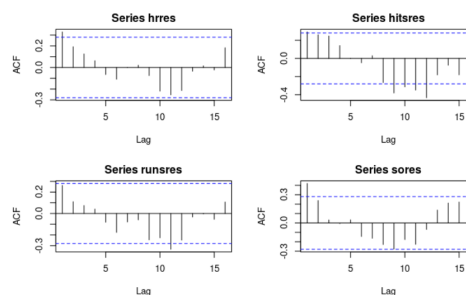 Series hrres
ACF
0.2
0.0
-0.3
5
10
15
Lag
Series hitsres
ACF
0.0
-0.4
5
10
15
Lag
Series runsres
ACF
0.2
0.0
-0.3
5
10
15
Lag
Series sores
ACF
0.3
0.0
-0.3
5
10
15
Lag